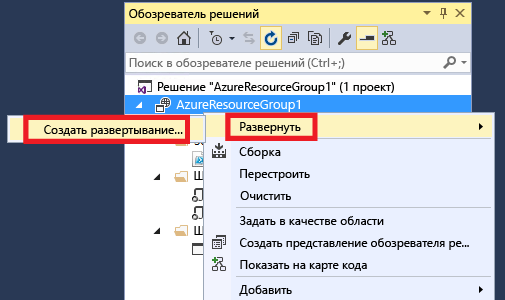 Обозреватель решений
Поиск в обозревателе решений (Ctrl+;)
Решение "AzureResourceGroup1" (1 проект)
AzureResourceGroup1
Создать развертывание...
Развернуть
Сборка
Перестроить
Очистить
Задать в качестве области
Создать представление обозревателя ре...
Показать на карте кода
Добавить